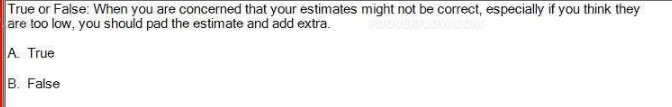 True or False: When you are concerned that your estimates might not be correct, especially if you think they
are too low, you should pad the estimate and add extra.
A. True
B. False